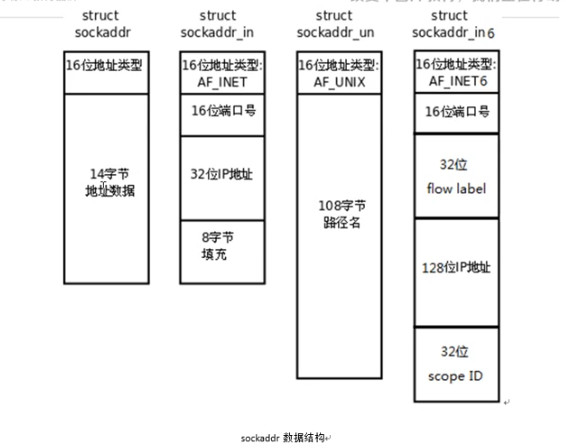 struct
sockaddr
16位地址类型
14字节
地址数据
struct
sockaddr_in
16位地址类型:
AF_INET
16位端口号
32位IP地址
8字节
填充
struct
sockaddr_un
16位地址类型:
AF_UNIX
108字节
路径名
struct
sockaddr_in6
16位地址类型:
AF_INET6
16位端口号
32位
flow label
128位IP地址
32位
scope ID
sockaddr 数据结构